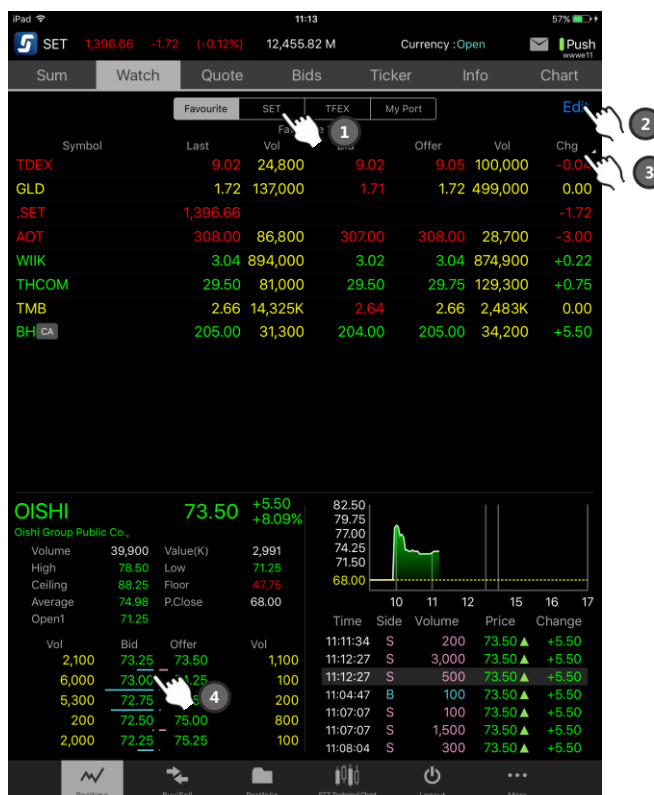 iPad 11:13 57%
SET 1,396.66 -1.72 (-0.12%) 12,455.82 M Currency :Open Push
wwwe11
Sum Watch Quote Bids Ticker Info Chart
Favourite SET TFEX My Port Edit
1
2
Symbol Last Vol Offer Vol Chg
3
TDEX 9.02 24,800 9.02 9.05 100,000 -0.04
GLD 1.72 137,000 1.71 1.72 499,000 0.00
.SET 1,396.66 -1.72
AOT 308.00 86,800 307.00 308.00 28,700 -3.00
WIIK 3.04 894,000 3.02 3.04 874,900 +0.22
THCOM 29.50 81,000 29.50 29.75 129,300 +0.75
TMB 2.66 14,325K 2.64 2.66 2,483K 0.00
BH CA 205.00 31,300 204.00 205.00 34,200 +5.50
OISHI 73.50 +5.50
+8.09%
Oishi Group Public Co.,
Volume 39,900 Value(K) 2,991
High 78.50 Low 71.25
Ceiling 88.25 Floor 47.75
Average 74.98 P.Close 68.00
Open1 71.25
Vol Bid Offer Vol
2,100 73.25 73.50 1,100
6,000 73.00 100
5,300 72.75 200
4
200 72.50 75.00 800
2,000 72.25 75.25 100
82.50
79.75
77.00
74.25
71.50
68.00
10 11 12 15 16 17
Time Side Volume Price Change
11:11:34 S 200 73.50▲ +5.50
11:12:27 S 3,000 73.50▲ +5.50
11:12:27 S 500 73.50▲ +5.50
11:04:47 B 100 73.50▲ +5.50
11:07:07 S 100 73.50▲ +5.50
11:07:07 S 1,500 73.50▲ +5.50
11:08:04 S 300 73.50▲ +5.50